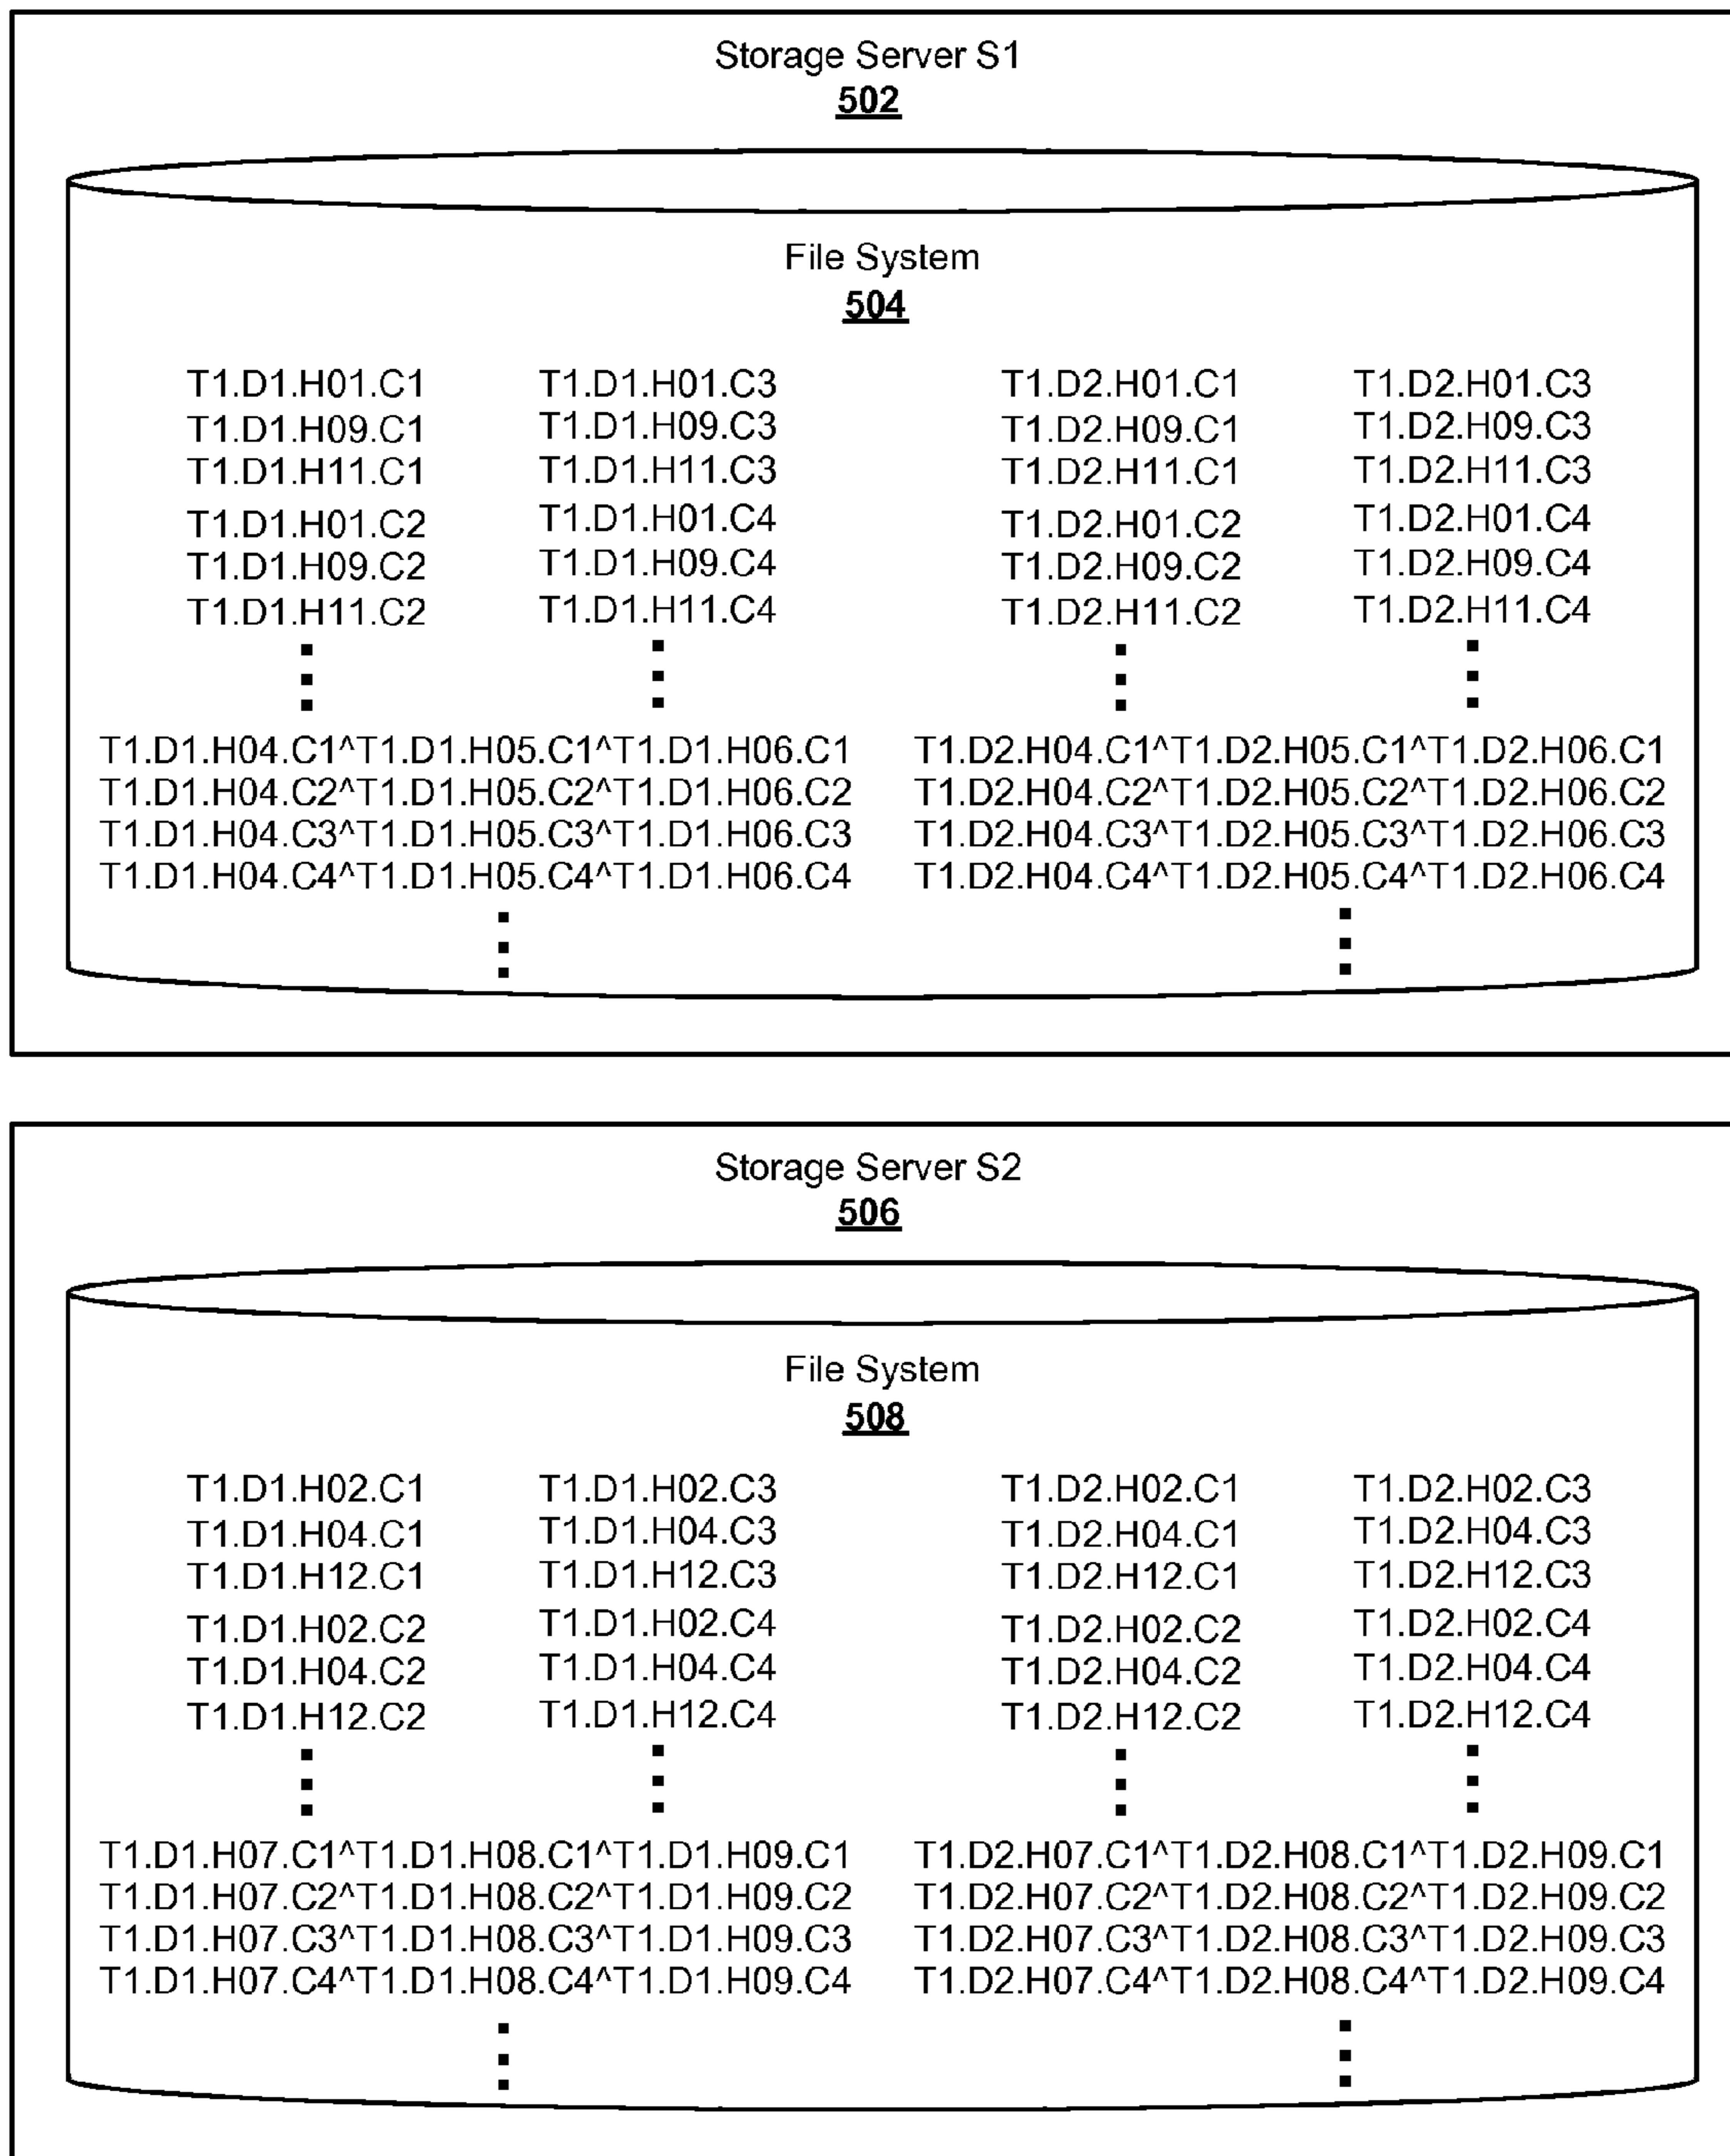 Storage Server S1
502
File System
504
T1.D1.H01.C1 T1.D1.H01.C3 T1.D2.H01.C1 T1.D2.H01.C3
T1.D1.H09.C1 T1.D1.H09.C3 T1.D2.H09.C1 T1.D2.H09.C3
T1.D1.H11.C1 T1.D1.H11.C3 T1.D2.H11.C1 T1.D2.H11.C3
T1.D1.H01.C2 T1.D1.H01.C4 T1.D2.H01.C2 T1.D2.H01.C4
T1.D1.H09.C2 T1.D1.H09.C4 T1.D2.H09.C2 T1.D2.H09.C4
T1.D1.H11.C2 T1.D1.H11.C4 T1.D2.H11.C2 T1.D2.H11.C4
T1.D1.H04.C1^T1.D1.H05.C1^T1.D1.H06.C1 T1.D2.H04.C1^T1.D2.H05.C1^T1.D2.H06.C1
T1.D1.H04.C2^T1.D1.H05.C2^T1.D1.H06.C2 T1.D2.H04.C2^T1.D2.H05.C2^T1.D2.H06.C2
T1.D1.H04.C3^T1.D1.H05.C3^T1.D1.H06.C3 T1.D2.H04.C3^T1.D2.H05.C3^T1.D2.H06.C3
T1.D1.H04.C4^T1.D1.H05.C4^T1.D1.H06.C4 T1.D2.H04.C4^T1.D2.H05.C4^T1.D2.H06.C4
Storage Server S2
506
File System
508
T1.D1.H02.C1 T1.D1.H02.C3 T1.D2.H02.C1 T1.D2.H02.C3
T1.D1.H04.C1 T1.D1.H04.C3 T1.D2.H04.C1 T1.D2.H04.C3
T1.D1.H12.C1 T1.D1.H12.C3 T1.D2.H12.C1 T1.D2.H12.C3
T1.D1.H02.C2 T1.D1.H02.C4 T1.D2.H02.C2 T1.D2.H02.C4
T1.D1.H04.C2 T1.D1.H04.C4 T1.D2.H04.C2 T1.D2.H04.C4
T1.D1.H12.C2 T1.D1.H12.C4 T1.D2.H12.C2 T1.D2.H12.C4
T1.D1.H07.C1^T1.D1.H08.C1^T1.D1.H09.C1 T1.D2.H07.C1^T1.D2.H08.C1^T1.D2.H09.C1
T1.D1.H07.C2^T1.D1.H08.C2^T1.D1.H09.C2 T1.D2.H07.C2^T1.D2.H08.C2^T1.D2.H09.C2
T1.D1.H07.C3^T1.D1.H08.C3^T1.D1.H09.C3 T1.D2.H07.C3^T1.D2.H08.C3^T1.D2.H09.C3
T1.D1.H07.C4^T1.D1.H08.C4^T1.D1.H09.C4 T1.D2.H07.C4^T1.D2.H08.C4^T1.D2.H09.C4